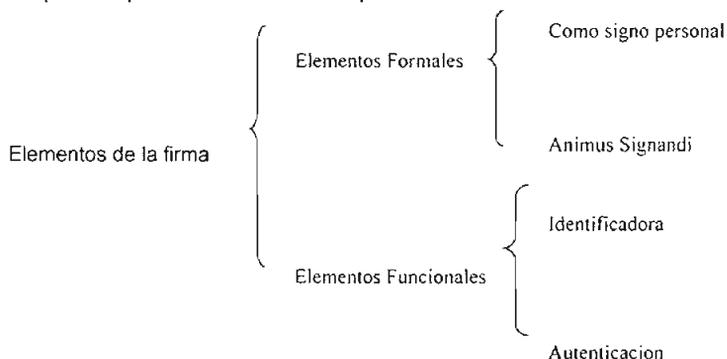 Elementos de la firma
Elementos Formales
Como signo personal
Animus Signandi
Elementos Funcionales
Identificadora
Autenticacion